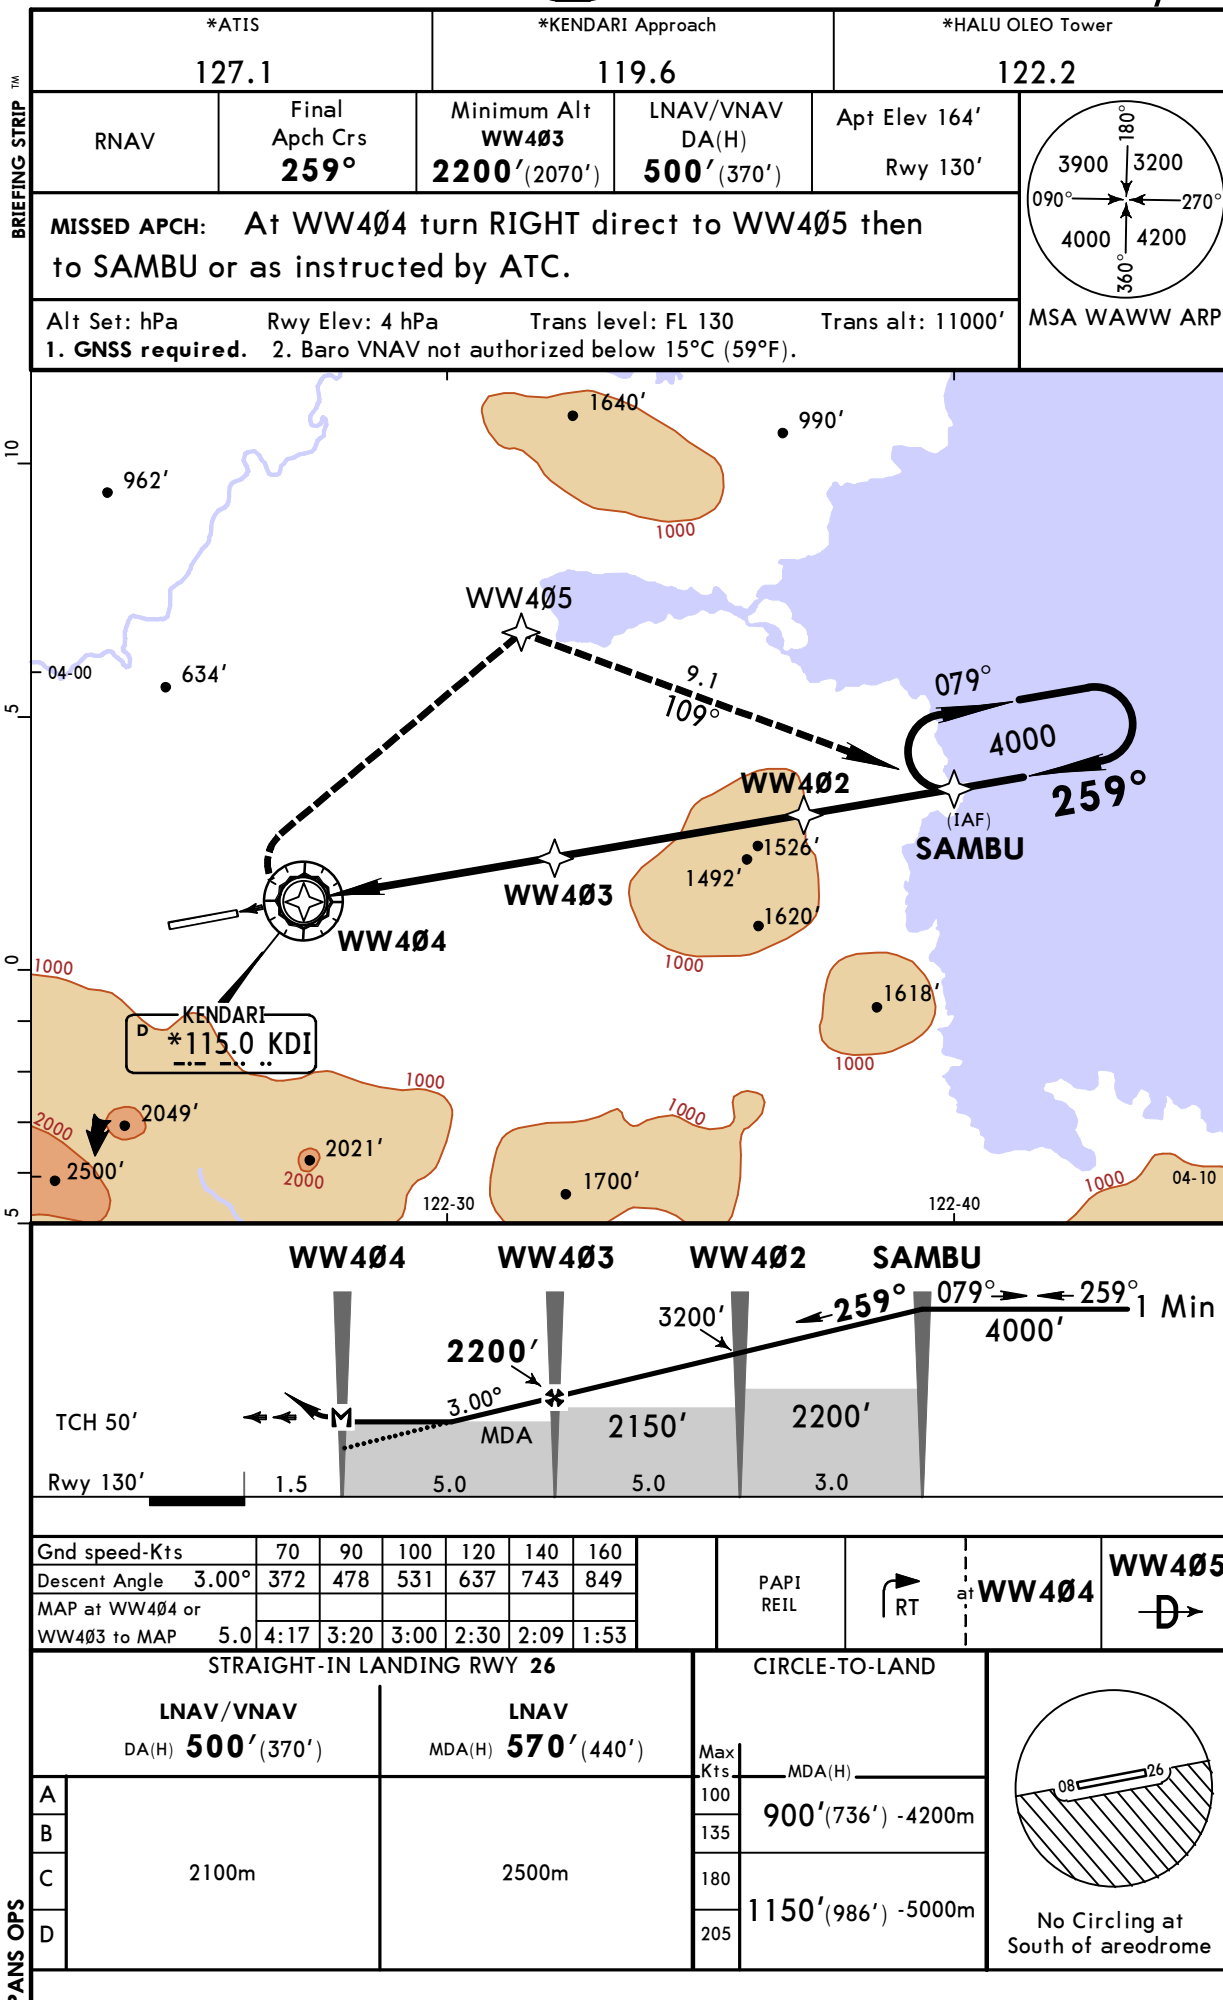 *ATIS
127.1
*KENDARI Approach
119.6
*HALU OLEO Tower
122.2
BRIEFING STRIP TM
RNAV
Final
Apch Crs
259°
Minimum Alt
WW4Ø3
2200'(2070')
LNAV/VNAV
DA(H)
500'(370')
Apt Elev 164'
Rwy 130'
180°
3900 3200
090° 270°
4000 4200
360°
MSA WAWW ARP
MISSED APCH: At WW4Ø4 turn RIGHT direct to WW4Ø5 then
to SAMBU or as instructed by ATC.
Alt Set: hPa Rwy Elev: 4 hPa Trans level: FL 130 Trans alt: 11000'
1. GNSS required. 2. Baro VNAV not authorized below 15°C (59°F).
1640'
990'
10
962'
1000
WW4Ø5
04-00
634'
9.1
109°
079°
5
4000
WW4Ø2
259°
(IAF)
SAMBU
1526'
1492'
WW4Ø3
1620'
WW4Ø4
0
1000
1000
1618'
KENDARI
D *115.0 KDI
1000
1000
1000
2049'
2000
2021'
2500'
2000
1700'
1000
04-10
5
122-30
122-40
WW4Ø4 WW4Ø3 WW4Ø2 SAMBU
259° 079° 259°
1 Min
4000'
3200'
2200'
3.00°
TCH 50'
MDA
2150'
2200'
Rwy 130'
1.5 5.0 5.0 3.0
Gnd speed-Kts 70 90 100 120 140 160
Descent Angle 3.00° 372 478 531 637 743 849
MAP at WW4Ø4 or
WW4Ø3 to MAP 5.0 4:17 3:20 3:00 2:30 2:09 1:53
PAPI
REIL
RT
at WW4Ø4
WW4Ø5
D
STRAIGHT-IN LANDING RWY 26
CIRCLE-TO-LAND
LNAV/VNAV
DA(H) 500'(370')
LNAV
MDA(H) 570'(440')
Max
Kts
MDA(H)
A
B
C
D
2100m
2500m
100
135
900'(736') -4200m
180
205
1150'(986') -5000m
08 26
No Circling at
South of areodrome
PANS OPS